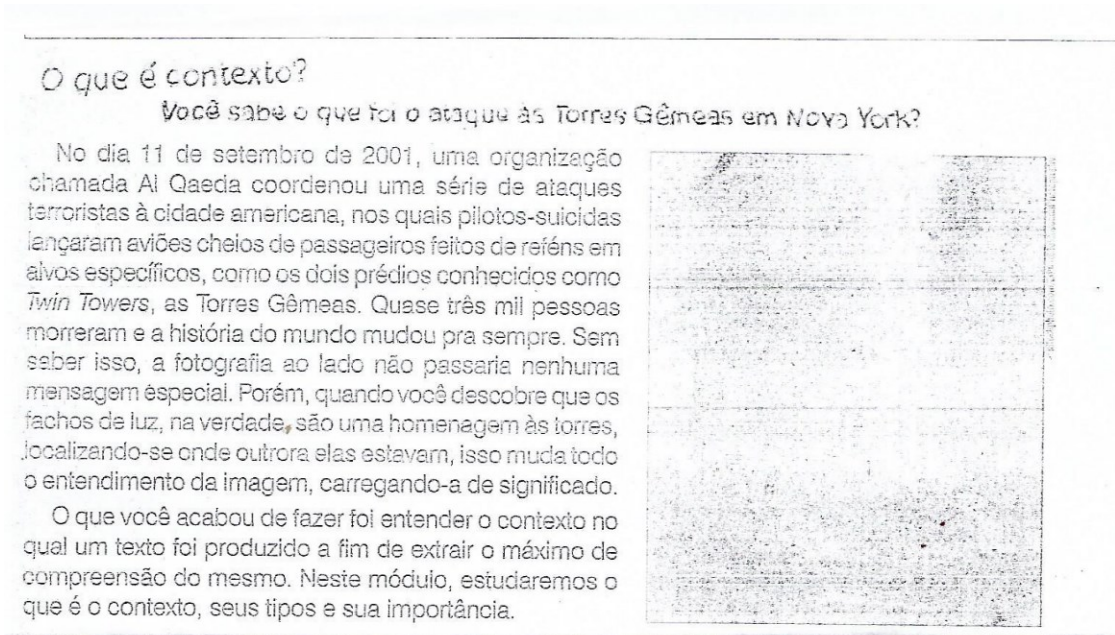 O que é contexto?
Você sabe o que foi o ataque às Torres Gêmeas em Nova York?
No dia 11 de setembro de 2001, uma organização
chamada Al Qaeda coordenou uma série de ataques
terroristas à cidade americana, nos quais pilotos-suicidas
lançaram aviões cheios de passageiros feitos de reféns em
alvos específicos, como os dois prédios conhecidos como
Twin Towers, as Torres Gêmeas. Quase três mil pessoas
morreram e a história do mundo mudou pra sempre. Sem
saber isso, a fotografia ao lado não passaria nenhuma
mensagem especial. Porém, quando você descobre que os
fachos de luz, na verdade, são uma homenagem às torres,
localizando-se onde outrora elas estavam, isso muda todo
o entendimento da imagem, carregando-a de significado.
O que você acabou de fazer foi entender o contexto no
qual um texto foi produzido a fim de extrair o máximo de
compreensão do mesmo. Neste módulo, estudaremos o
que é o contexto, seus tipos e sua importância.